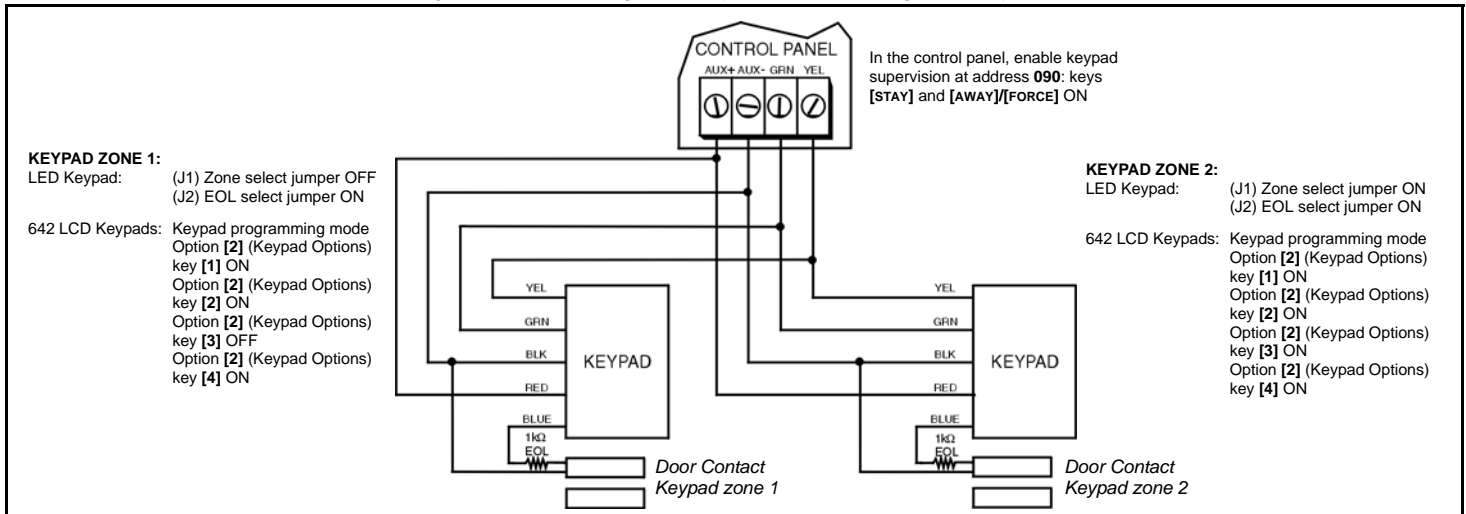 CONTROL PANEL
AUX+ AUX- GRN YEL
In the control panel, enable keypad
supervision at address 090: keys
[STAY] and [AWAY]/[FORCE] ON
KEYPAD ZONE 1:
LED Keypad: (J1) Zone select jumper OFF
(J2) EOL select jumper ON
642 LCD Keypads: Keypad programming mode
Option [2] (Keypad Options)
key [1] ON
Option [2] (Keypad Options)
key [2] ON
Option [2] (Keypad Options)
key [3] OFF
Option [2] (Keypad Options)
key [4] ON
YEL
GRN
BLK
RED
BLUE
KEYPAD
1kΩ
EOL
Door Contact
Keypad zone 1
KEYPAD ZONE 2:
LED Keypad: (J1) Zone select jumper ON
(J2) EOL select jumper ON
642 LCD Keypads: Keypad programming mode
Option [2] (Keypad Options)
key [1] ON
Option [2] (Keypad Options)
key [2] ON
Option [2] (Keypad Options)
key [3] ON
Option [2] (Keypad Options)
key [4] ON
YEL
GRN
BLK
RED
BLUE
KEYPAD
1kΩ
EOL
Door Contact
Keypad zone 2